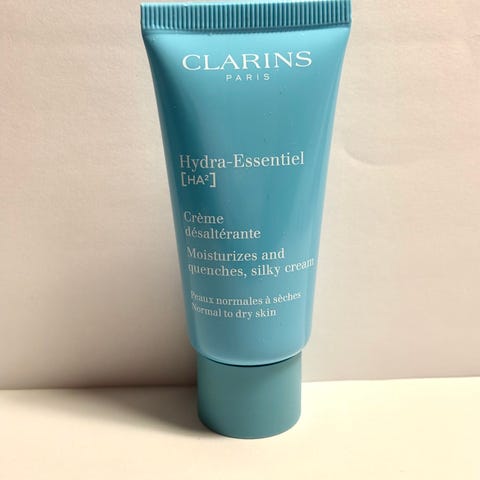 CLARINS
PARIS
Hydra-Essentiel
[HA²]
Crème
désaltérante
Moisturizes and
quenches, silky cream
Peaux normales à sèches
Normal to dry skin